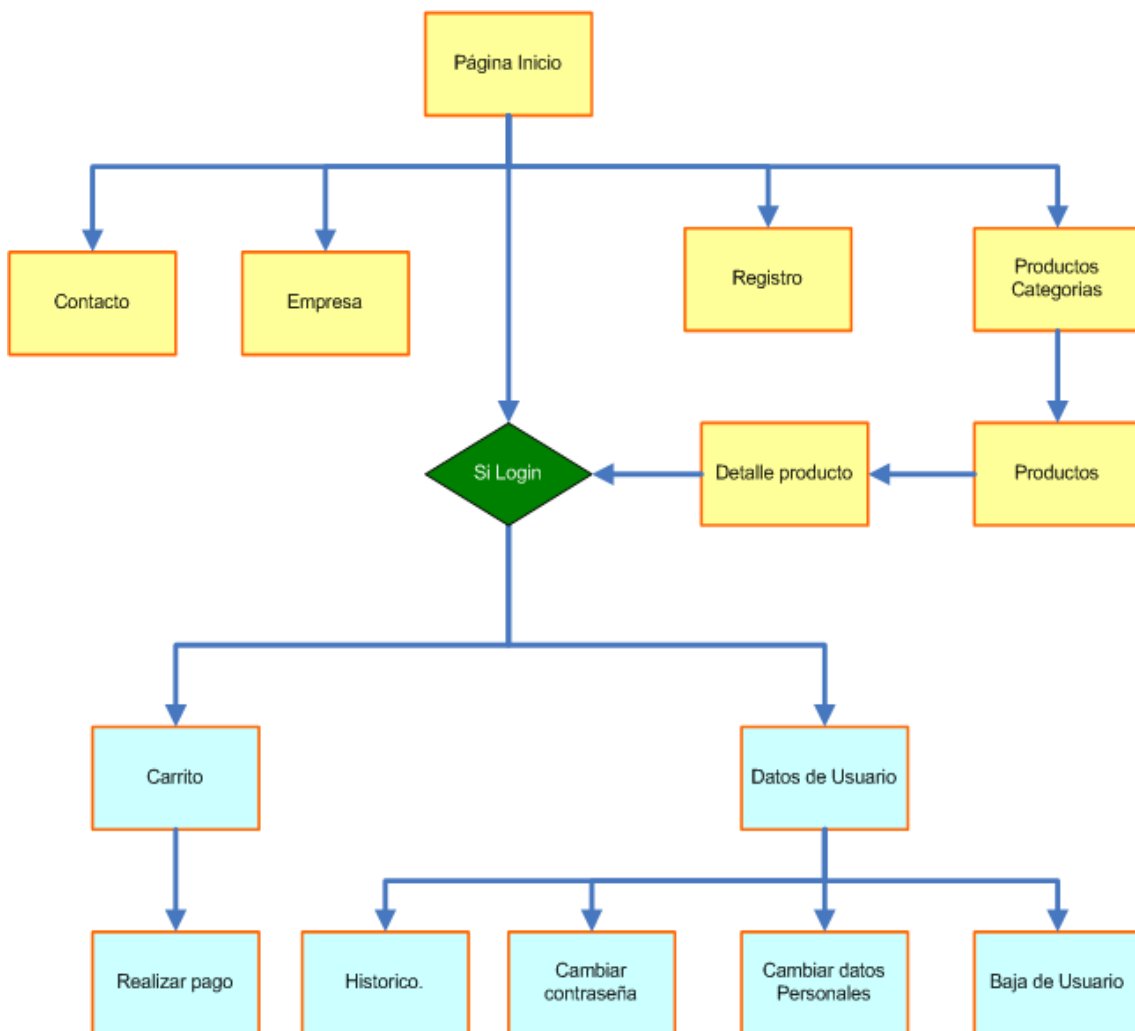 Página Inicio
Contacto
Empresa
Registro
Productos
Categorias
Si Login
Detalle producto
Productos
Carrito
Datos de Usuario
Realizar pago
Historico.
Cambiar
contraseña
Cambiar datos
Personales
Baja de Usuario